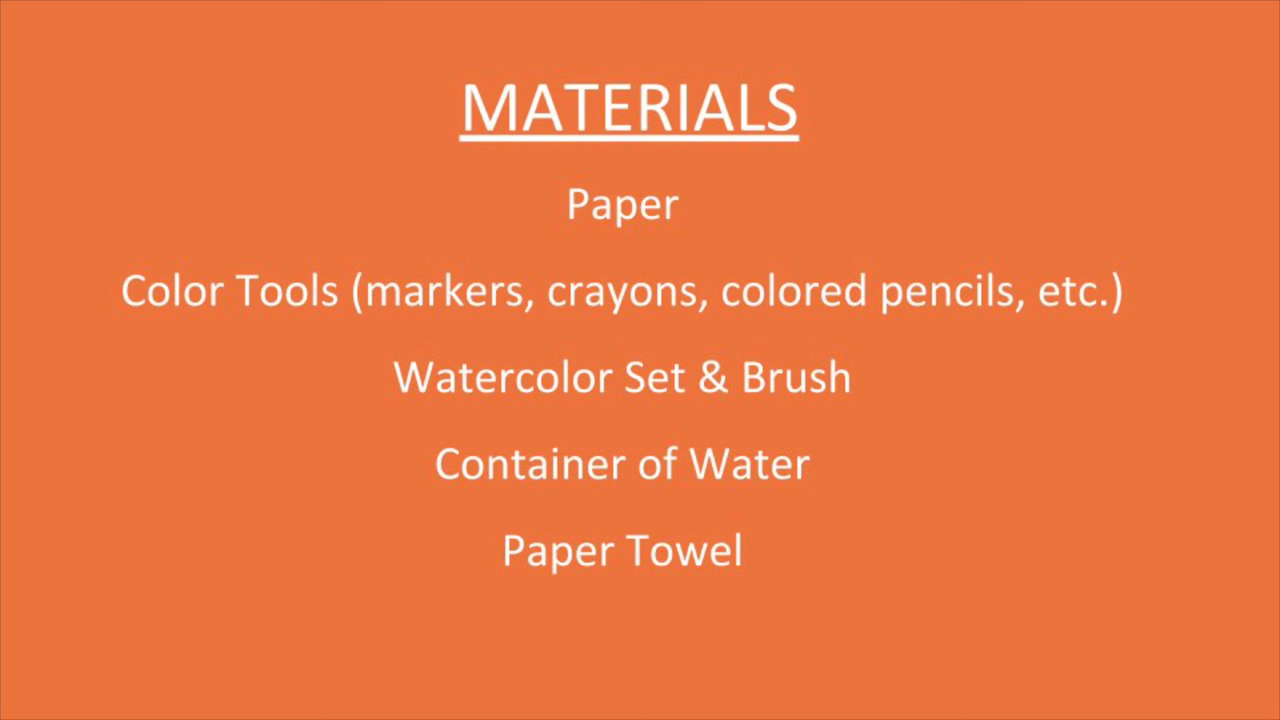 MATERIALS
Paper
Color Tools (markers, crayons, colored pencils, etc.)
Watercolor Set & Brush
Container of Water
Paper Towel